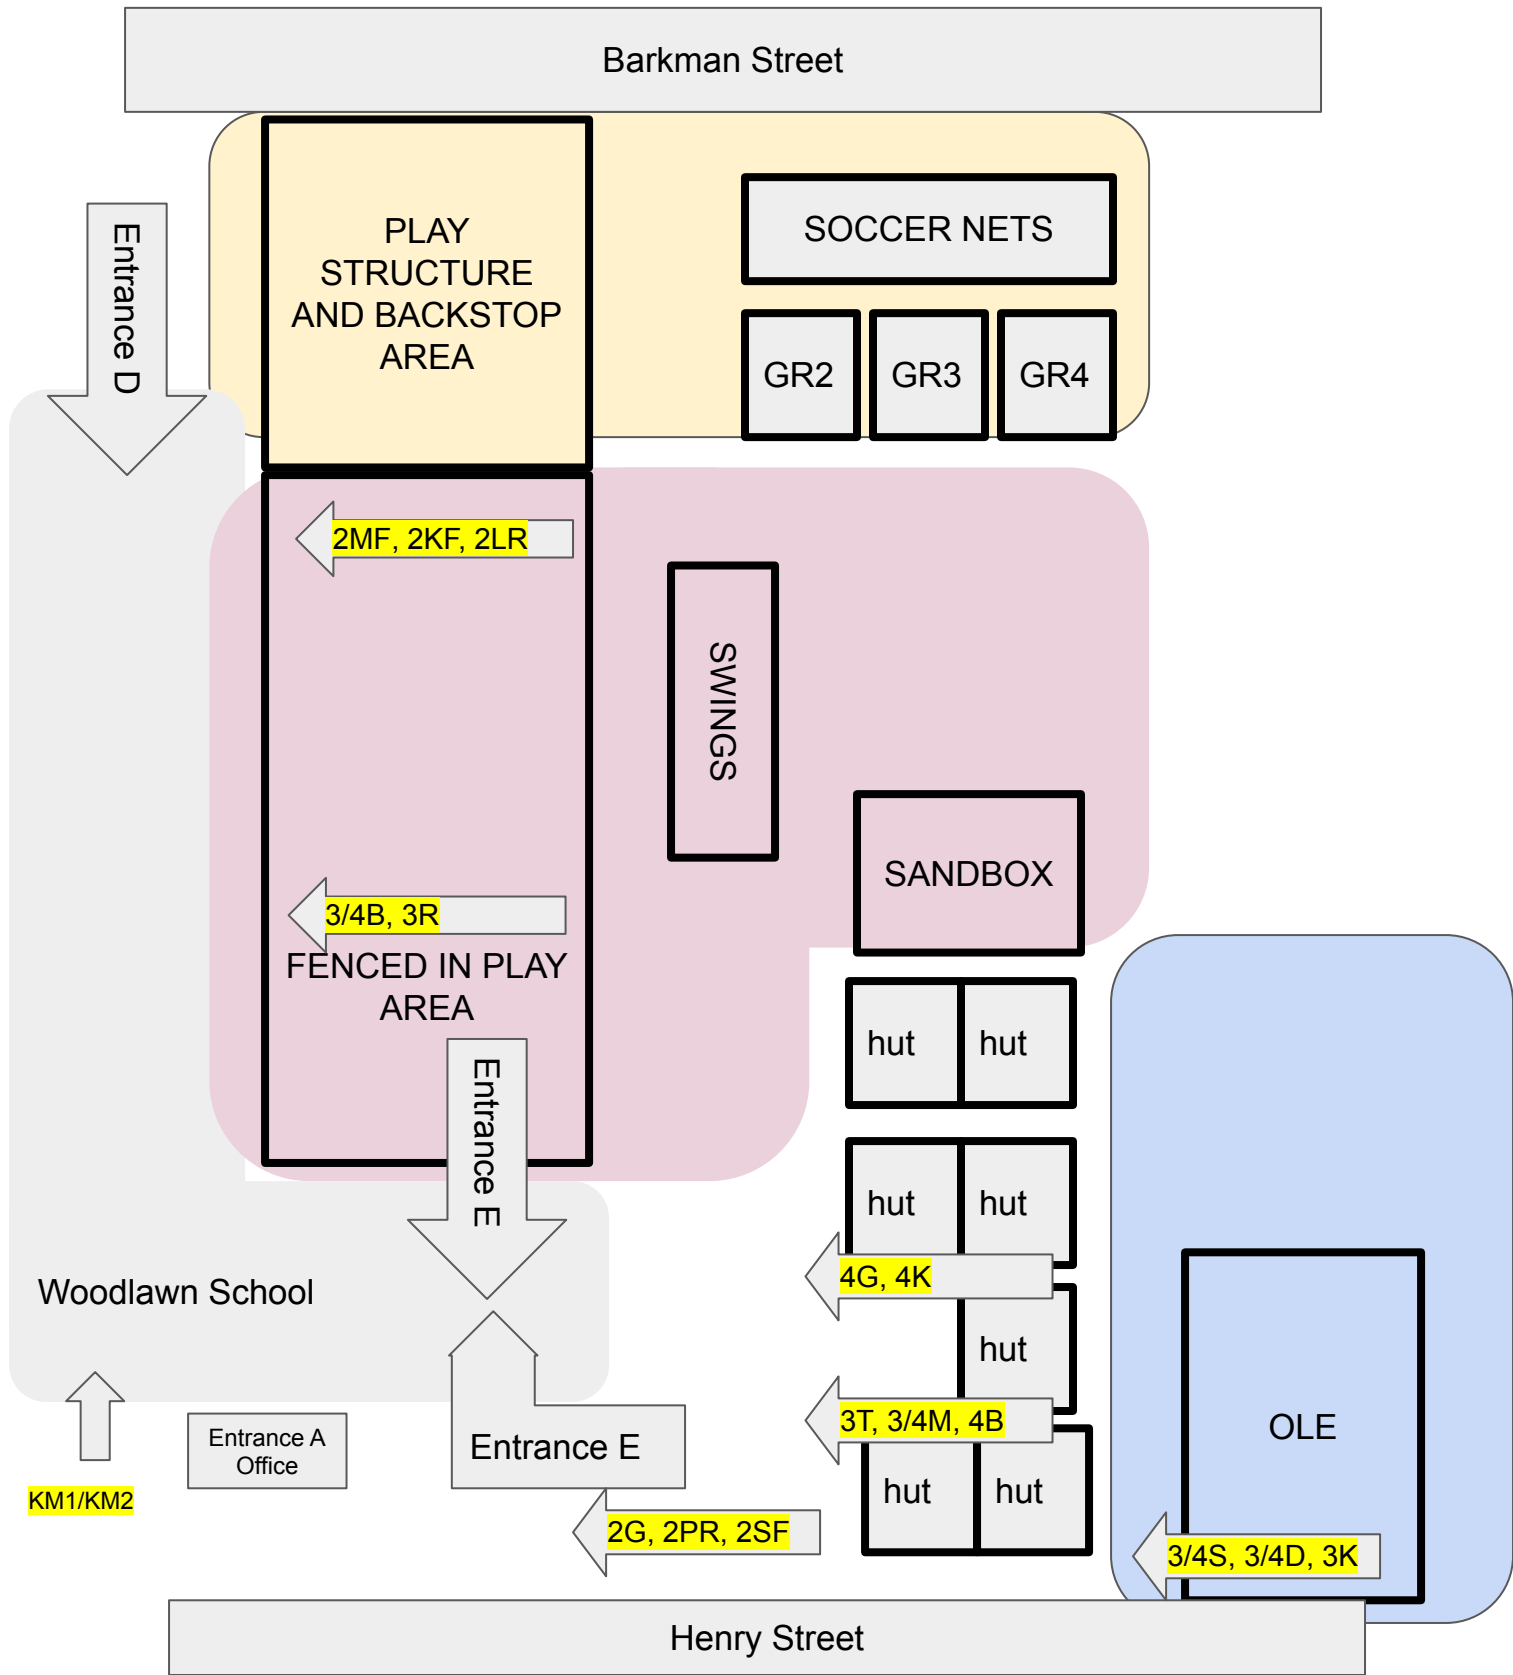 Barkman Street
Entrance D
PLAY
STRUCTURE
AND BACKSTOP
AREA
SOCCER NETS
GR2
GR3
GR4
2MF, 2KF, 2LR
SWINGS
SANDBOX
3/4B, 3R
FENCED IN PLAY
AREA
hut
hut
Entrance E
hut
hut
4G, 4K
Woodlawn School
hut
3T, 3/4M, 4B
OLE
Entrance A
Office
Entrance E
hut
hut
KM1/KM2
2G, 2PR, 2SF
3/4S, 3/4D, 3K
Henry Street